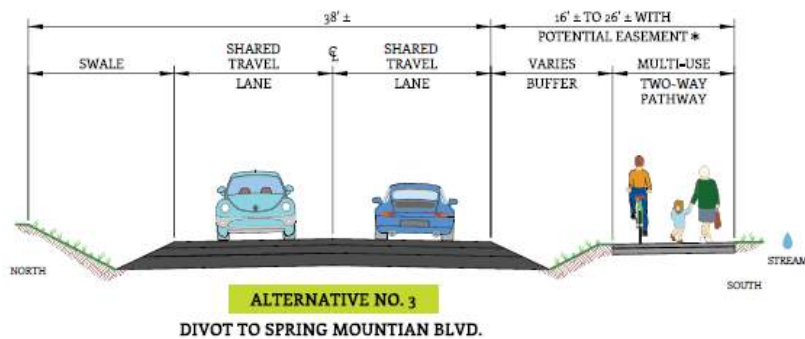 38' ±
16' ± TO 26' ± WITH
POTENTIAL EASEMENT *
SWALE
SHARED
TRAVEL
LANE
℄
SHARED
TRAVEL
LANE
VARIES
BUFFER
MULTI-USE
TWO-WAY
PATHWAY
NORTH
STREAM
SOUTH
ALTERNATIVE NO. 3
DIVOT TO SPRING MOUNTIAN BLVD.